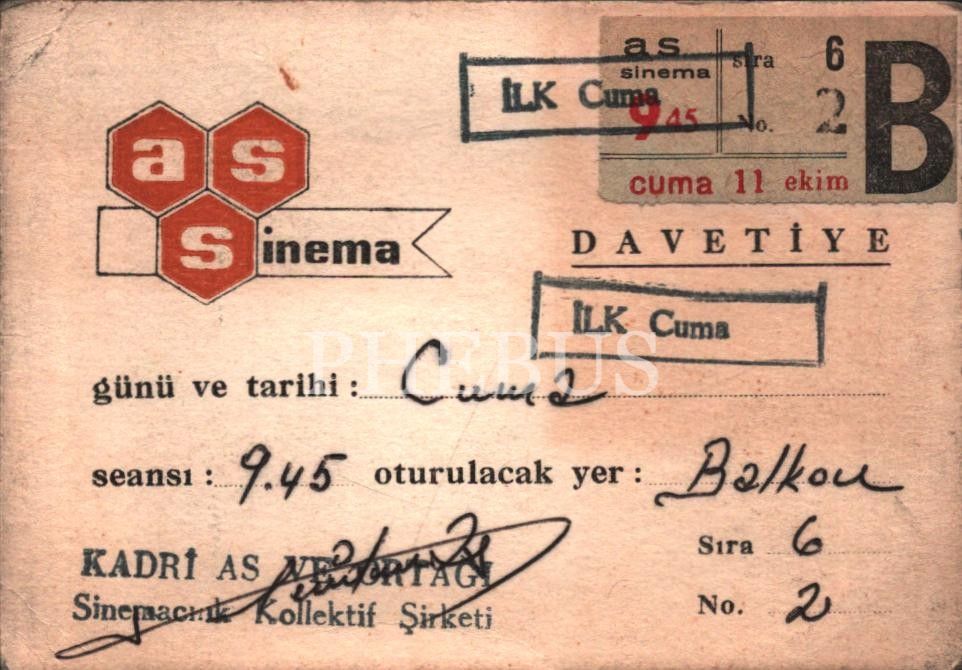 as
sinema
sıra 6
9 45
No. 2
B
cuma 11 ekim
İLK Cuma
as
sinema
DAVETİYE
İLK Cuma
PHEBUS
günü ve tarihi : Cuma
seansı : 9.45 oturulacak yer : Balkon
Sıra 6
No. 2
KADRİ AS VE ORTAĞI
Sinemacılık Kollektif Şirketi